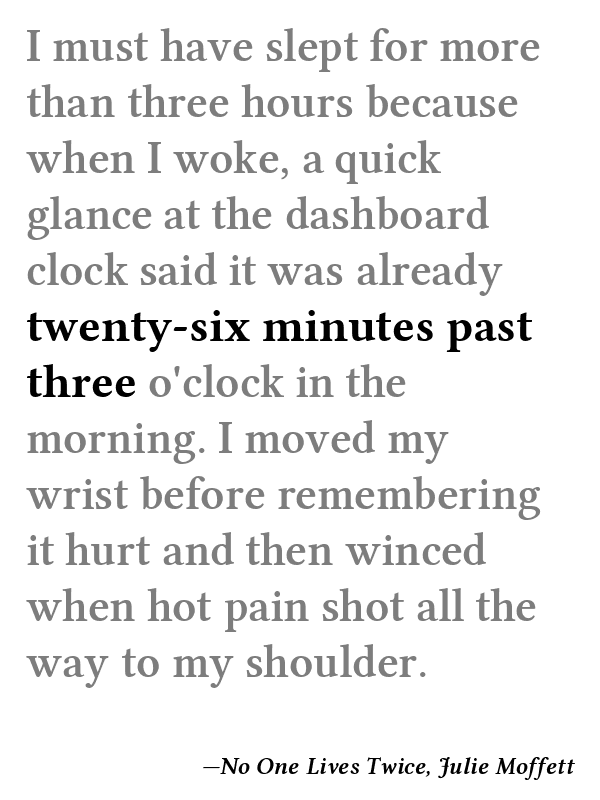 I must have slept for more
than three hours because
when I woke, a quick
glance at the dashboard
clock said it was already
twenty-six minutes past
three o'clock in the
morning. I moved my
wrist before remembering
it hurt and then winced
when hot pain shot all the
way to my shoulder.
—No One Lives Twice, Julie Moffett